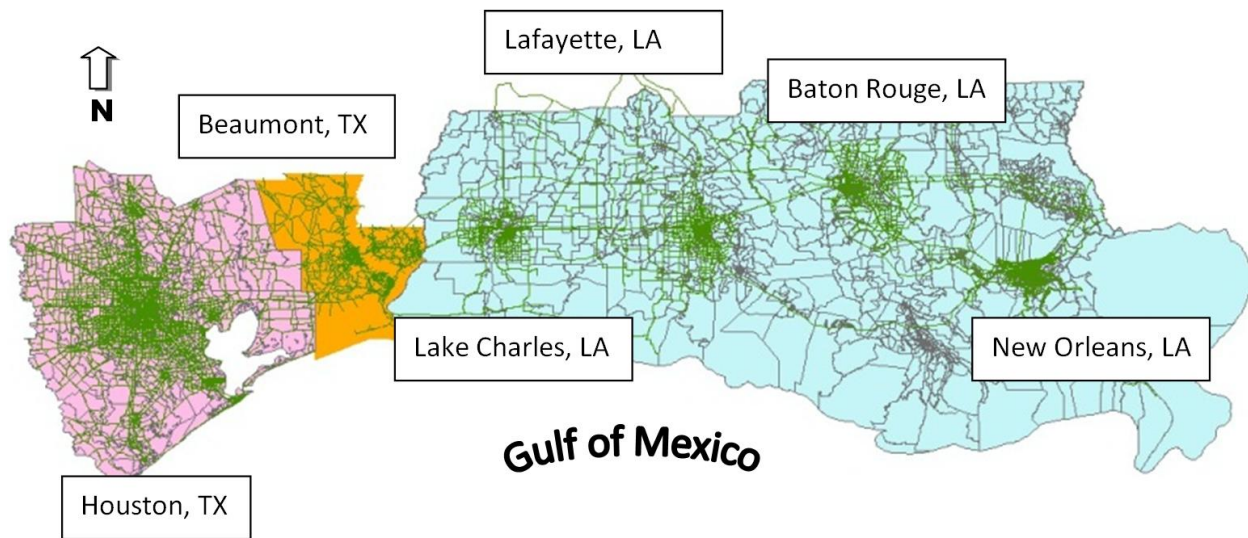 Lafayette, LA
N
Baton Rouge, LA
Beaumont, TX
Lake Charles, LA
New Orleans, LA
Gulf of Mexico
Houston, TX